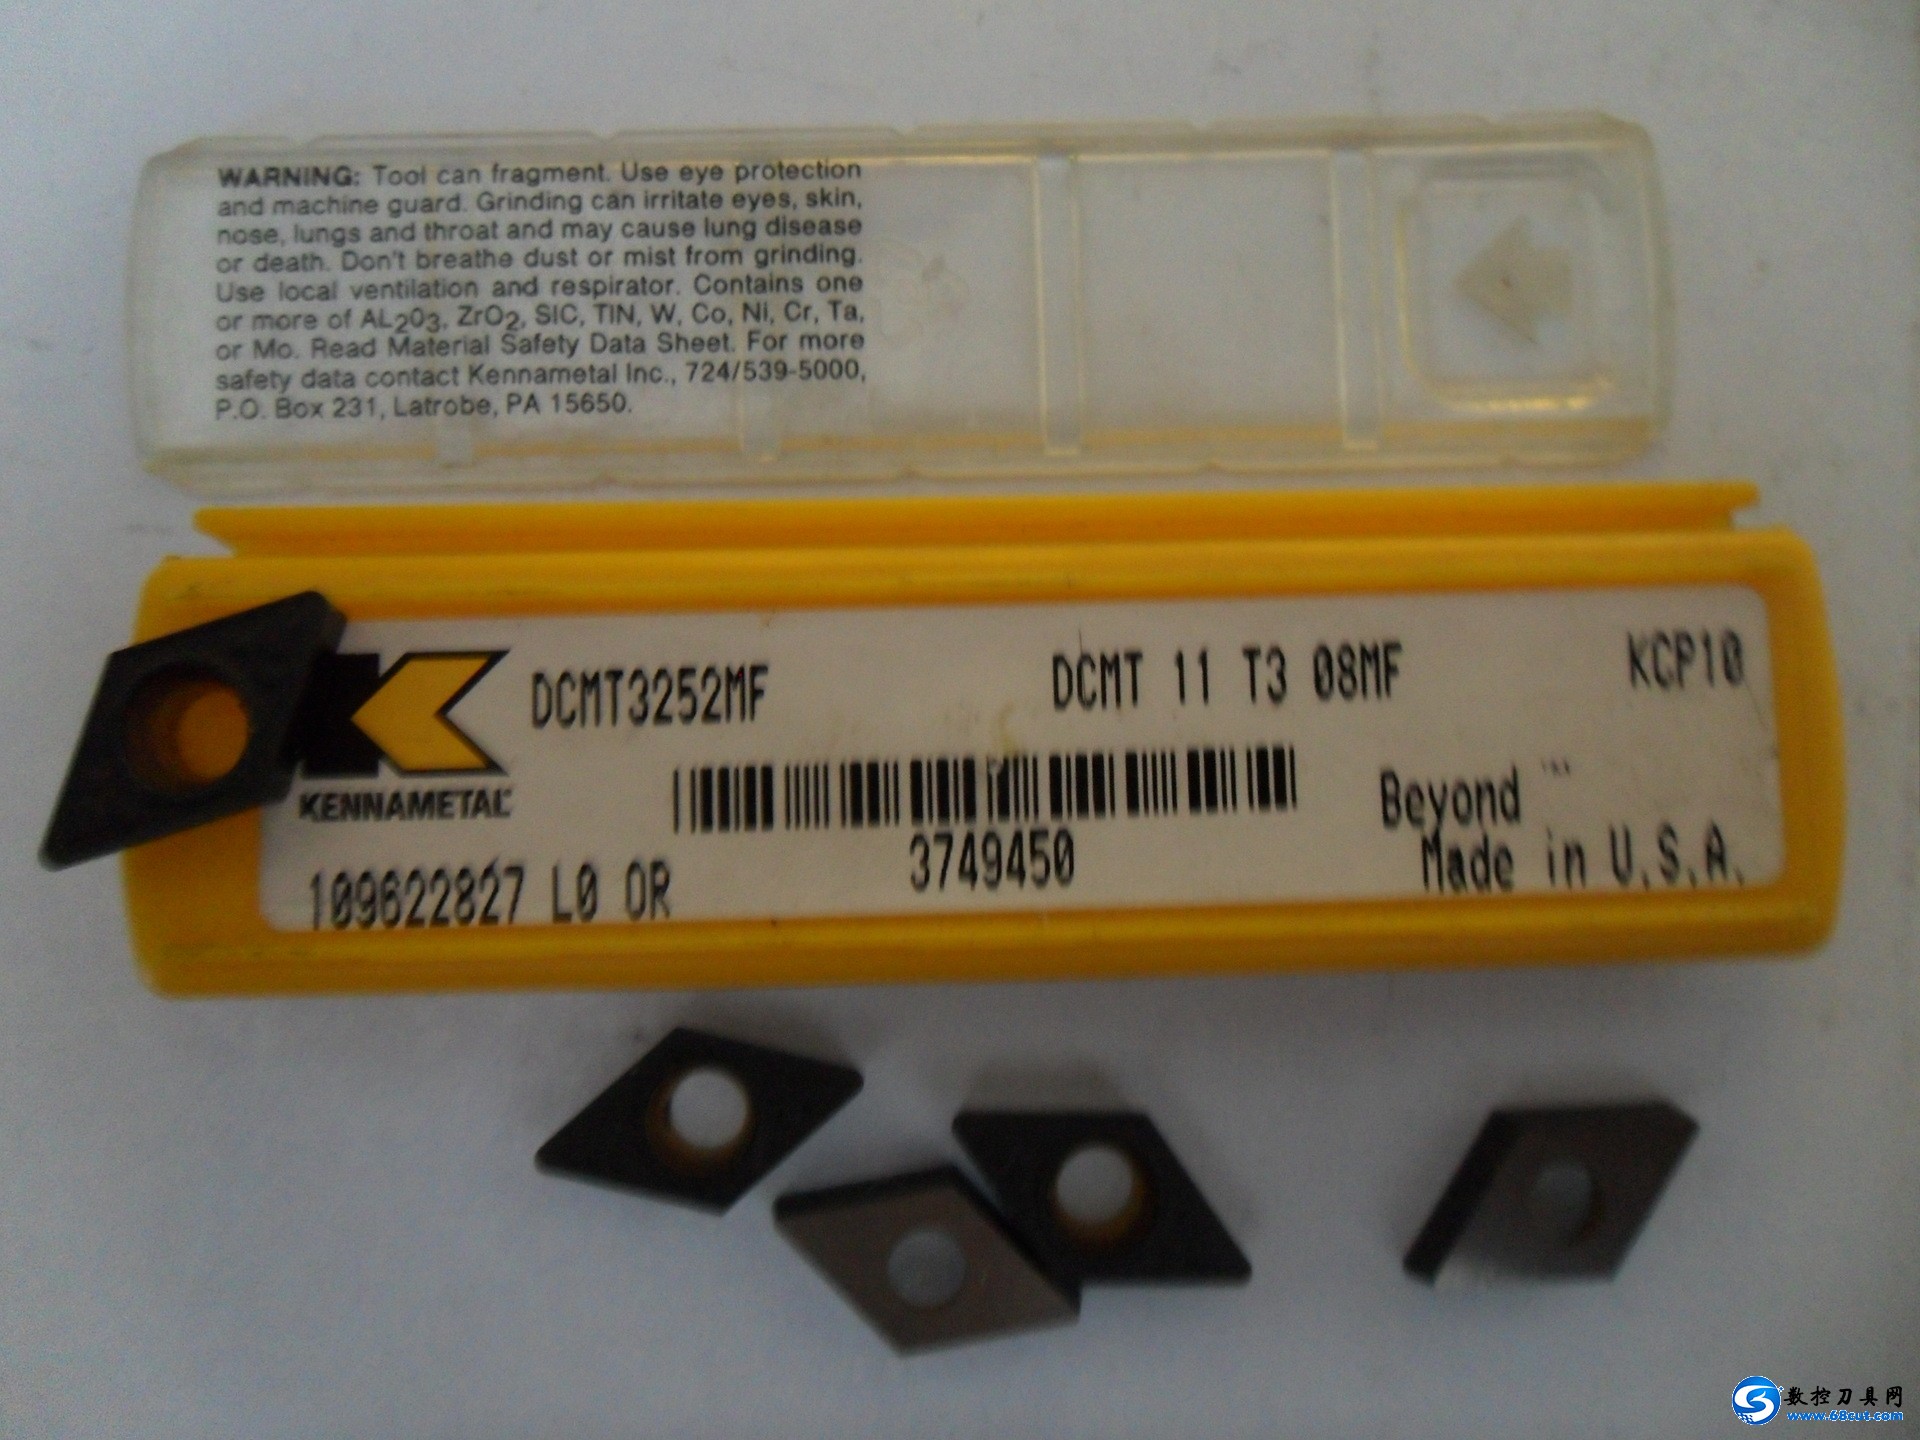 WARNING: Tool can fragment. Use eye protection
and machine guard. Grinding can irritate eyes, skin,
nose, lungs and throat and may cause lung disease
or death. Don't breathe dust or mist from grinding.
Use local ventilation and respirator. Contains one
or more of AL2O3, ZrO2, SIC, TIN, W, Co, Ni, Cr, Ta,
or Mo. Read Material Safety Data Sheet. For more
safety data contact Kennametal Inc., 724/539-5000,
P.O. Box 231, Latrobe, PA 15650.
DCMT3252MF DCMT 11 T3 08MF KCP10
KENNAMETAL
Beyond ™
3749450
Made in U.S.A.
109622827 L0 OR
数控刀具网
www.68cut.com